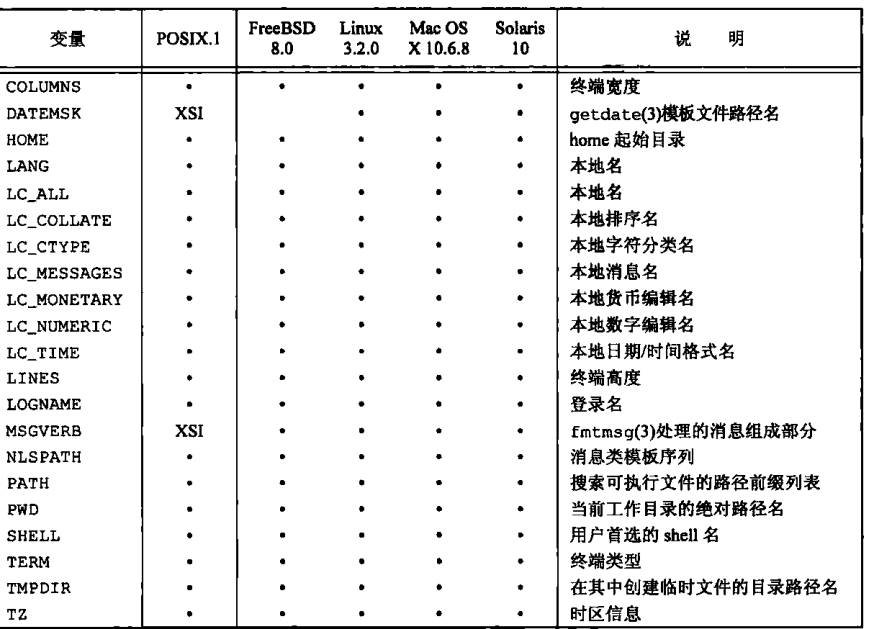 变量 POSIX.1 FreeBSD 8.0 Linux 3.2.0 Mac OS X 10.6.8 Solaris 10 说 明
COLUMNS • • • • • 终端宽度
DATEMSK XSI • • • getdate(3)模板文件路径名
HOME • • • • • home 起始目录
LANG • • • • • 本地名
LC_ALL • • • • • 本地名
LC_COLLATE • • • • • 本地排序名
LC_CTYPE • • • • • 本地字符分类名
LC_MESSAGES • • • • • 本地消息名
LC_MONETARY • • • • • 本地货币编辑名
LC_NUMERIC • • • • • 本地数字编辑名
LC_TIME • • • • • 本地日期/时间格式名
LINES • • • • • 终端高度
LOGNAME • • • • • 登录名
MSGVERB XSI • • • • fmtmsg(3)处理的消息组成部分
NLSPATH • • • • • 消息类模板序列
PATH • • • • • 搜索可执行文件的路径前缀列表
PWD • • • • • 当前工作目录的绝对路径名
SHELL • • • • • 用户首选的 shell 名
TERM • • • • • 终端类型
TMPDIR • • • • • 在其中创建临时文件的目录路径名
TZ • • • • • 时区信息